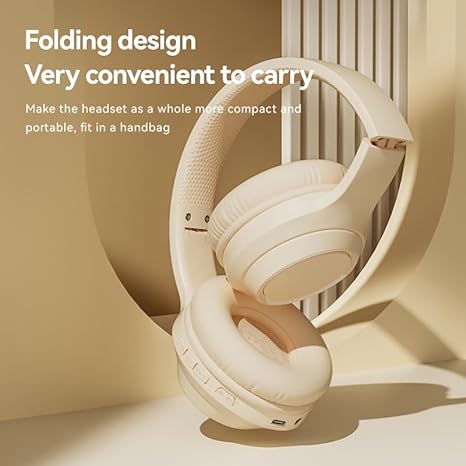 Folding design
Very convenient to carry
Make the headset as a whole more compact and
portable, fit in a handbag